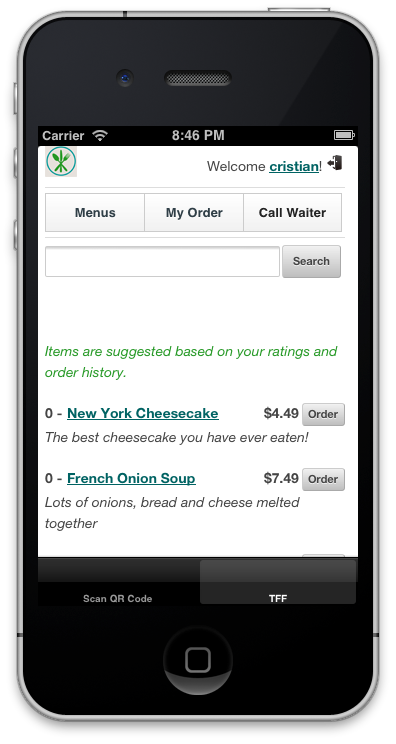 Carrier 8:46 PM
Welcome cristian!
Menus My Order Call Waiter
Search
Items are suggested based on your ratings and
order history.
0 - New York Cheesecake $4.49 Order
The best cheesecake you have ever eaten!
0 - French Onion Soup $7.49 Order
Lots of onions, bread and cheese melted
together
Scan QR Code TFF